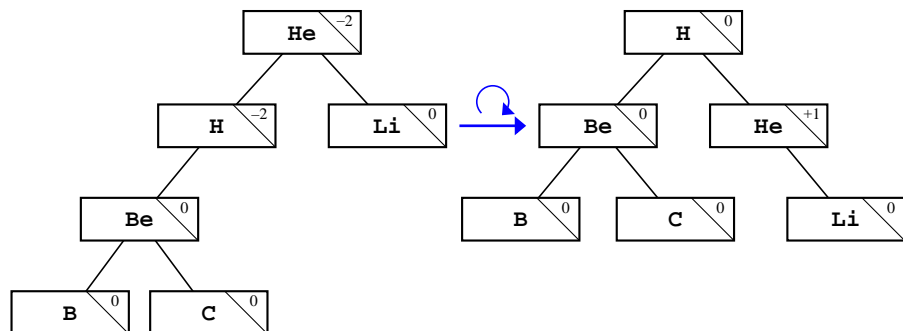 He –2 H 0
H –2 Li 0 Be 0 He +1
Be 0 B 0 C 0 Li 0
B 0 C 0